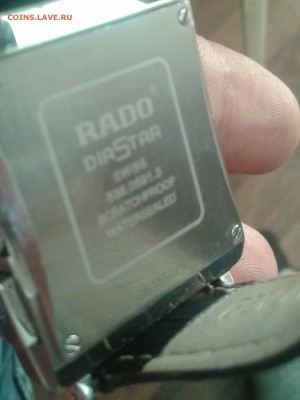 COINS.LAVE.RU
RADO
DIASTAR
SWISS
SCRATCHPROOF
WATERSEALED